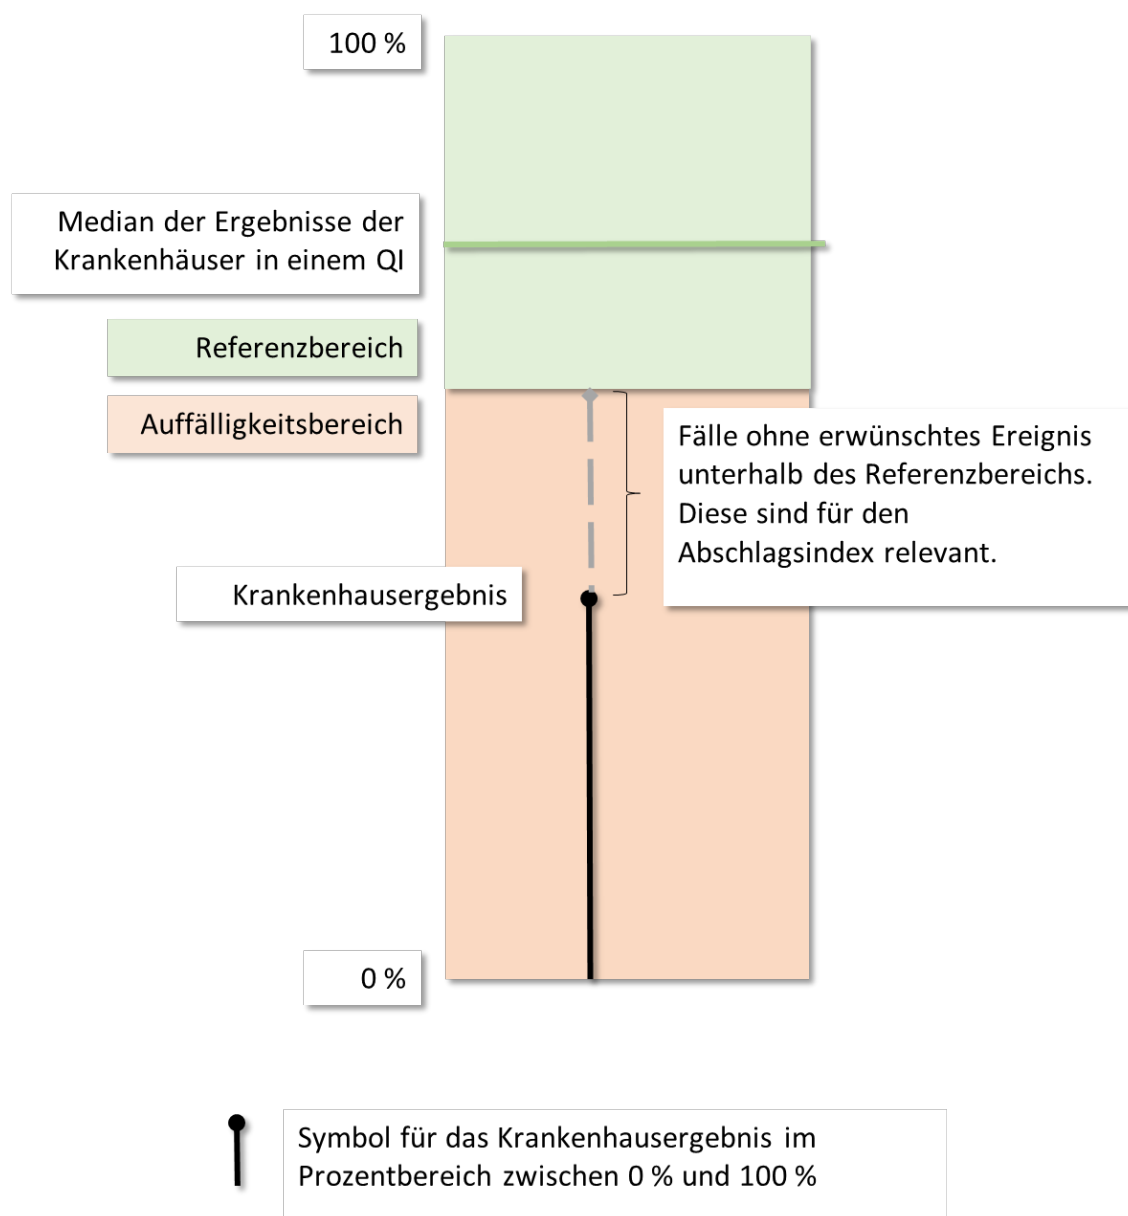 100 %
Median der Ergebnisse der
Krankenhäuser in einem QI
Referenzbereich
Auffälligkeitsbereich
Fälle ohne erwünschtes Ereignis
unterhalb des Referenzbereichs.
Diese sind für den
Abschlagsindex relevant.
Krankenhausergebnis
0 %
Symbol für das Krankenhausergebnis im
Prozentbereich zwischen 0 % und 100 %